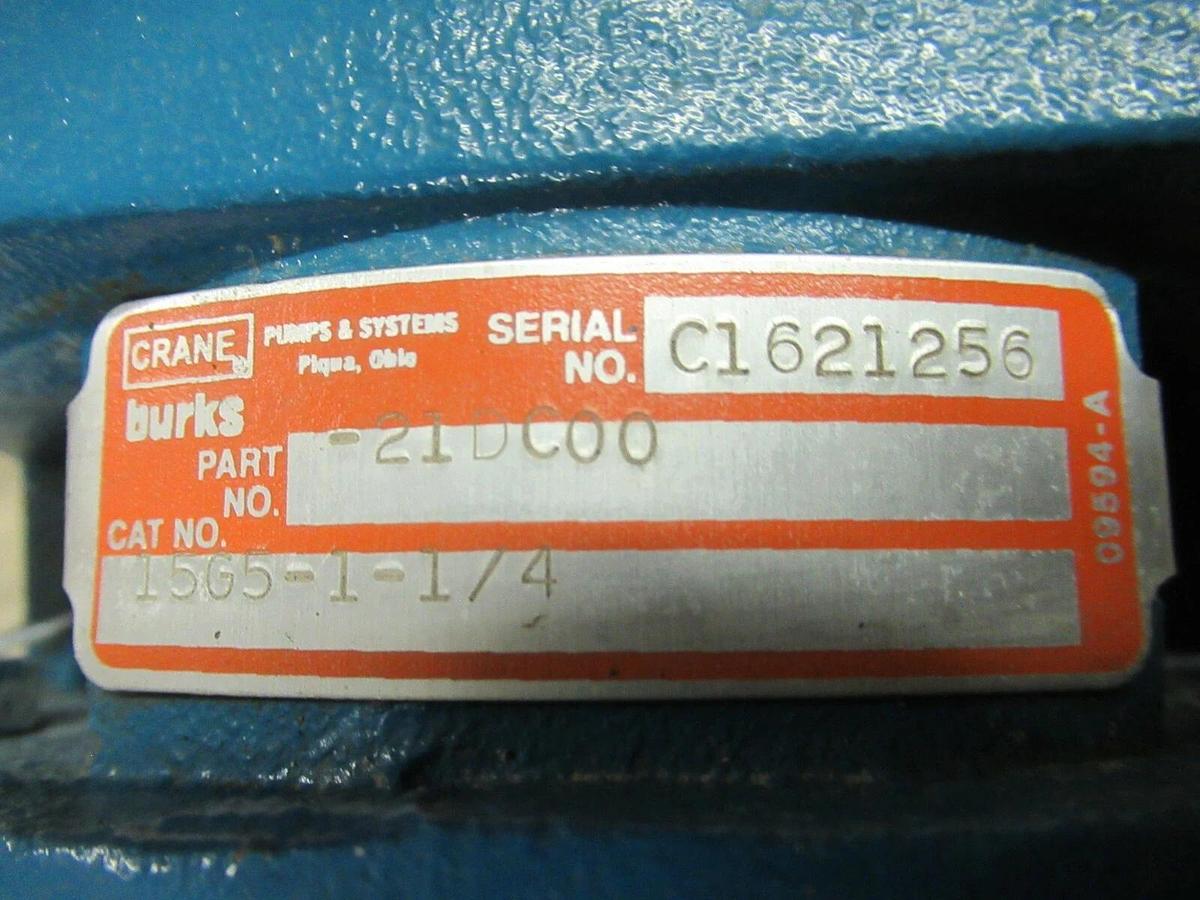 CRANE PUMPS & SYSTEMS
Piqua, Ohio
burks
SERIAL NO. C1621256
PART NO. -21DC00
CAT NO.
15G5-1-1/4
09594-A